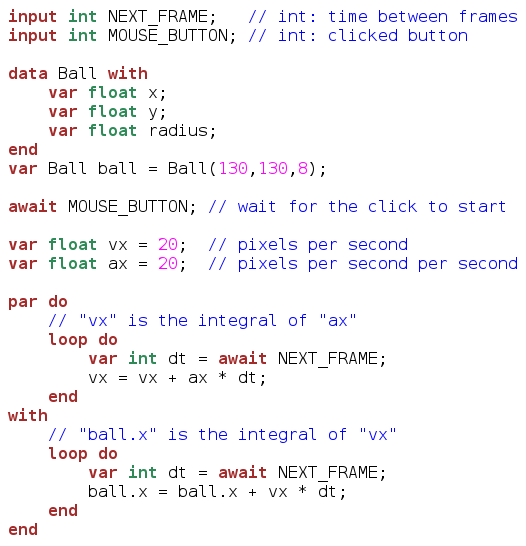 input int NEXT_FRAME;   // int: time between frames
input int MOUSE_BUTTON; // int: clicked button

data Ball with
    var float x;
    var float y;
    var float radius;
end
var Ball ball = Ball(130,130,8);

await MOUSE_BUTTON; // wait for the click to start

var float vx = 20;  // pixels per second
var float ax = 20;  // pixels per second per second

par do
    // "vx" is the integral of "ax"
    loop do
        var int dt = await NEXT_FRAME;
        vx = vx + ax * dt;
    end
with
    // "ball.x" is the integral of "vx"
    loop do
        var int dt = await NEXT_FRAME;
        ball.x = ball.x + vx * dt;
    end
end